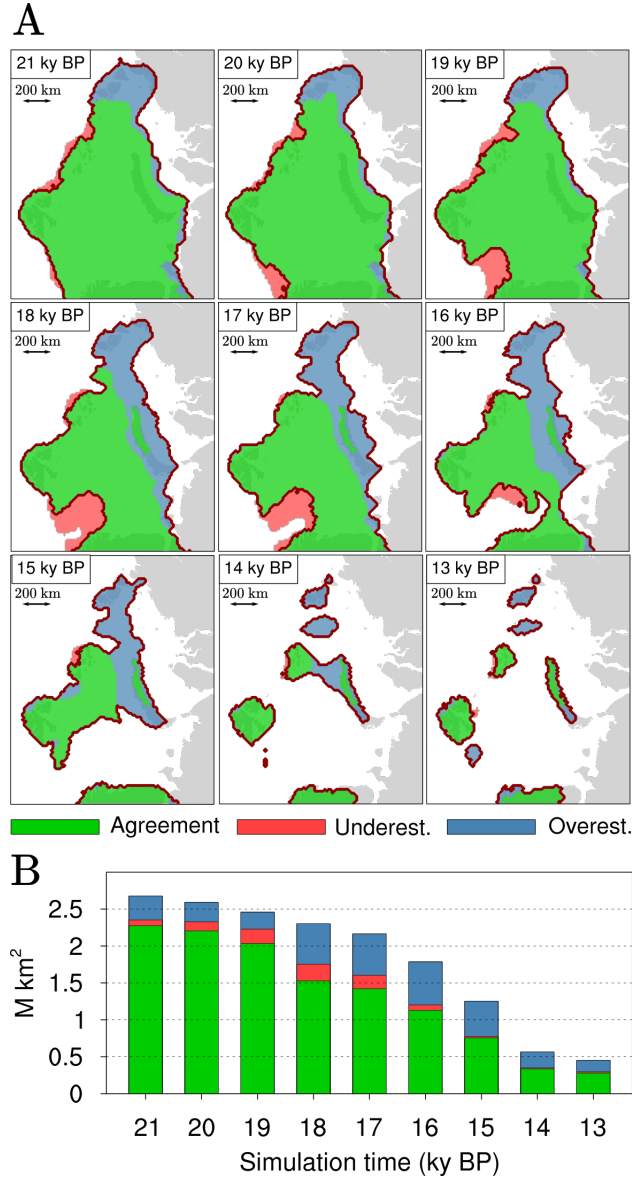 A
21 ky BP
20 ky BP
19 ky BP
200 km
200 km
200 km
18 ky BP
17 ky BP
16 ky BP
200 km
200 km
200 km
15 ky BP
14 ky BP
13 ky BP
200 km
200 km
200 km
Agreement
Underest.
Overest.
B
M km²
2.5
2
1.5
1
0.5
0
21 20 19 18 17 16 15 14 13
Simulation time (ky BP)